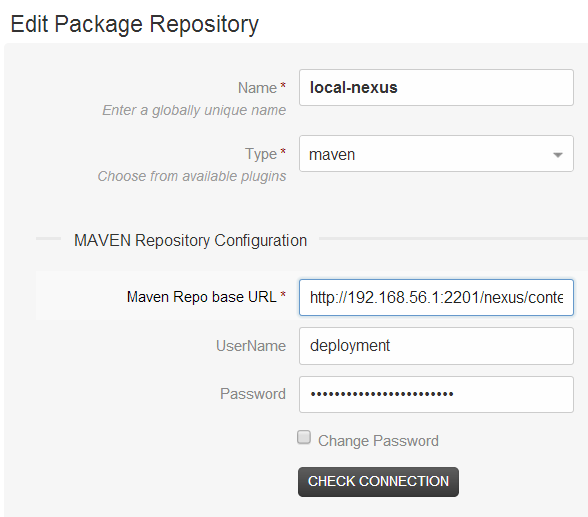 Edit Package Repository
Name * local-nexus
Enter a globally unique name
Type * maven
Choose from available plugins
MAVEN Repository Configuration
Maven Repo base URL * http://192.168.56.1:2201/nexus/conte
UserName deployment
Password ••••••••••••••••••••••••
Change Password
CHECK CONNECTION